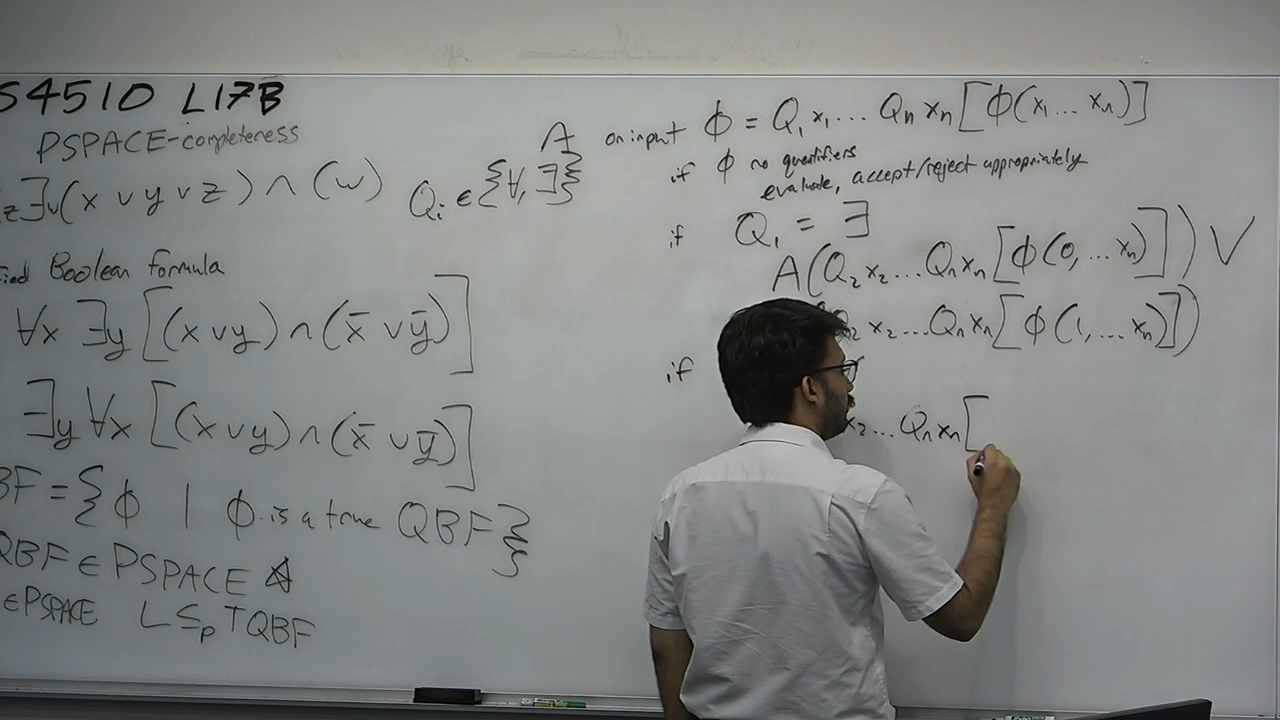 S4510 L17B
PSPACE-completeness
z∃w(x ∨ y ∨ z) ∧ (w)
Qᵢ ∈ {∀, ∃}
Boolean formula
∀x ∃y [(x ∨ y) ∧ (x̄ ∨ ȳ)]
∃y ∀x [(x ∨ y) ∧ (x̄ ∨ ȳ)]
BF = {ϕ | ϕ is a true QBF}
QBF ∈ PSPACE
∈ PSPACE L ≤ₚ TQBF
A on input ϕ = Q₁x₁... Qₙxₙ[ϕ(x₁... xₙ)]
if ϕ no quantifiers
evaluate, accept/reject appropriately
if Q₁ = ∃
A(Q₂x₂...Qₙxₙ[ϕ(0,...xₙ)]) ∨
₂x₂...Qₙxₙ[ϕ(1,...xₙ)])
if
x₂...Qₙxₙ[